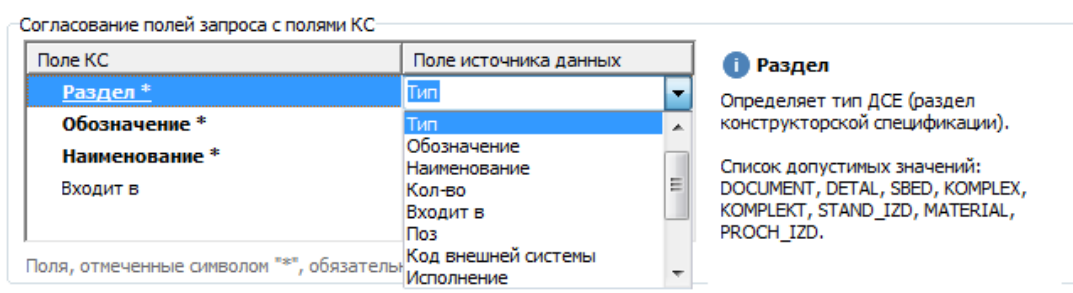 Согласование полей запроса с полями КС
Поле КС
Поле источника данных
Раздел *
Тип
Обозначение *
Наименование *
Входит в
Тип
Обозначение
Наименование
Кол-во
Входит в
Поз
Код внешней системы
Исполнение
Поля, отмеченные символом "*", обязатель
Раздел
Определяет тип ДСЕ (раздел
конструкторской спецификации).
Список допустимых значений:
DOCUMENT, DETAL, SBED, KOMPLEX,
KOMPLEKT, STAND_IZD, MATERIAL,
PROCH_IZD.